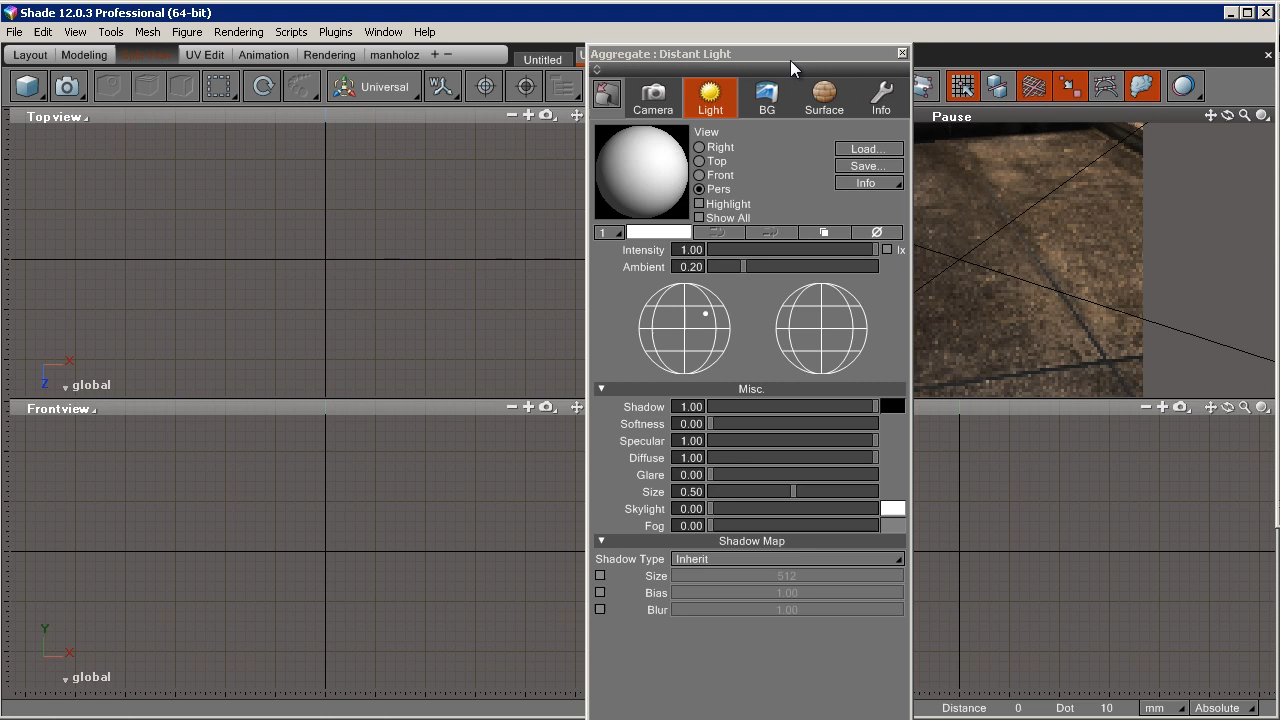 Shade 12.0.3 Professional (64-bit)
File Edit View Tools Mesh Figure Rendering Scripts Plugins Window Help
Layout Modeling UV Edit Animation Rendering manholoz
Untitled
Aggregate : Distant Light
Universal
Camera Light BG Surface Info
Top view
Pause
View
Right
Top
Front
Pers
Highlight
Show All
Load...
Save...
Info
1
Intensity 1.00 lx
Ambient 0.20
X
Z
global
Misc.
Frontview
Shadow 1.00
Softness 0.00
Specular 1.00
Diffuse 1.00
Glare 0.00
Size 0.50
Skylight 0.00
Fog 0.00
Shadow Map
Shadow Type Inherit
Size 512
Bias 1.00
Blur 1.00
Y
X
global
Distance 0 Dot 10 mm Absolute